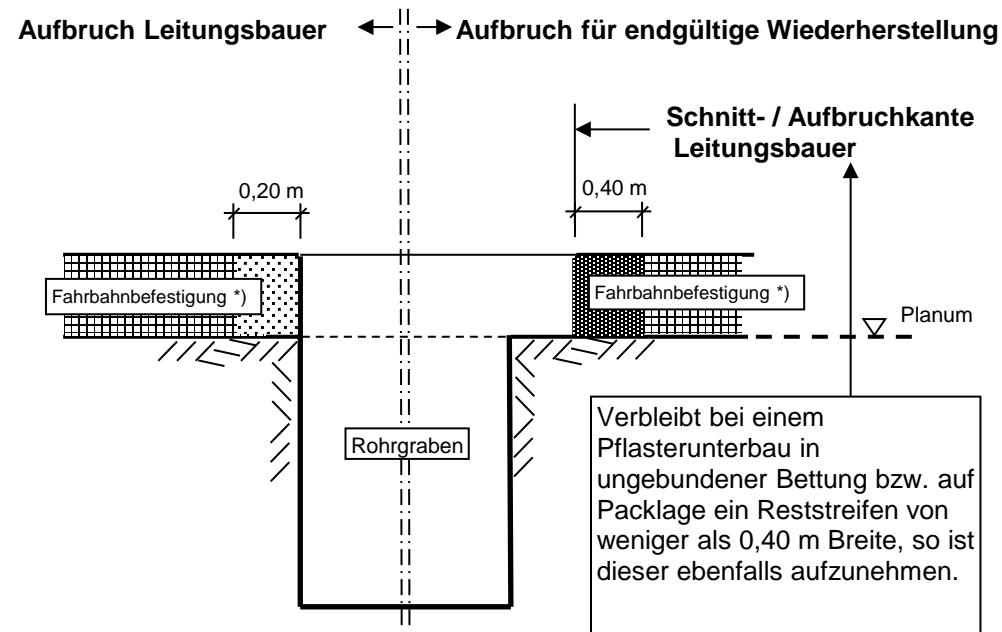 Aufbruch Leitungsbauer
Aufbruch für endgültige Wiederherstellung
Schnitt- / Aufbruchkante
Leitungsbauer
0,20 m
0,40 m
Fahrbahnbefestigung *)
Fahrbahnbefestigung *)
Planum
Rohrgraben
Verbleibt bei einem
Pflasterunterbau in
ungebundener Bettung bzw. auf
Packlage ein Reststreifen von
weniger als 0,40 m Breite, so ist
dieser ebenfalls aufzunehmen.